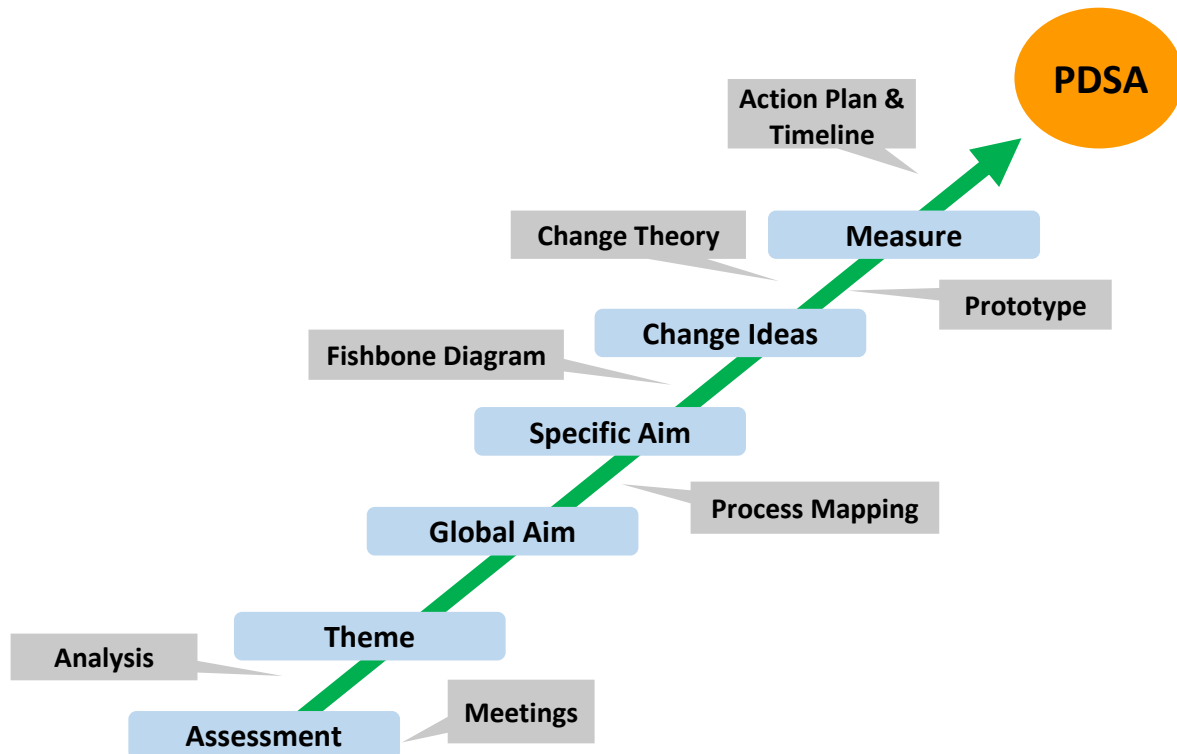 PDSA
Action Plan &
Timeline
Change Theory
Measure
Prototype
Change Ideas
Fishbone Diagram
Specific Aim
Process Mapping
Global Aim
Theme
Analysis
Meetings
Assessment